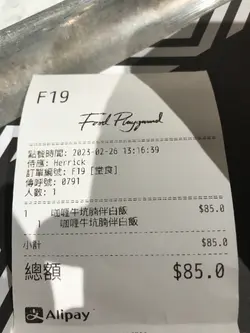 F19
Food Playground
點餐時間: 2023-02-26 13:16:39
侍應: Herrick
訂單編號: F19 [堂食]
傳呼號: 0791
人數: 1
1 咖喱牛坑腩伴白飯 $85.0
1 咖喱牛坑腩伴白飯
小計 $85.0
總額 $85.0
Alipay